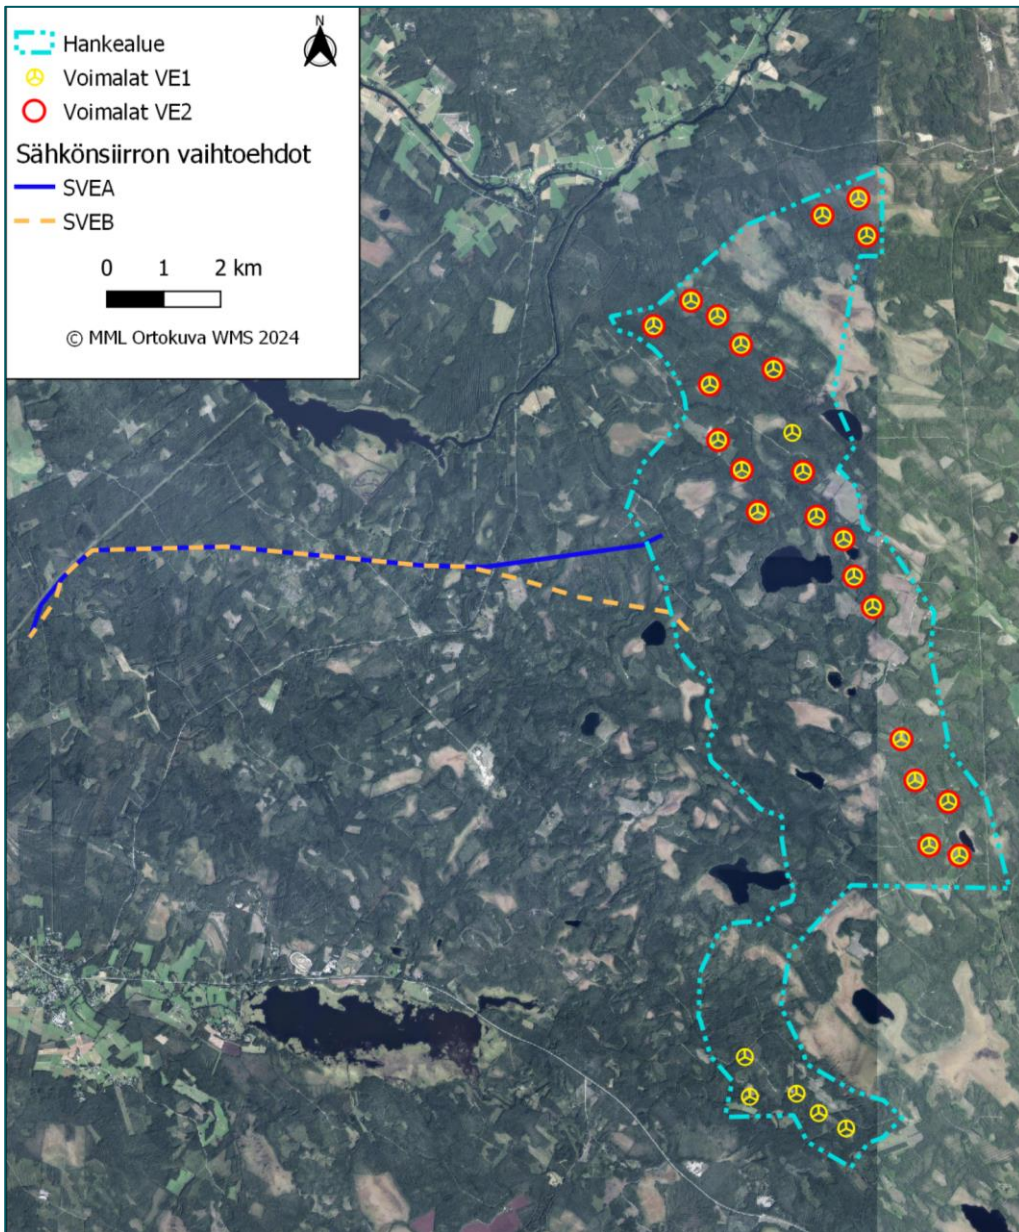 N
Hankealue
Voimalat VE1
Voimalat VE2
Sähkönsiirron vaihtoehdot
SVEA
SVEB
0 1 2 km
© MML Ortokuva WMS 2024